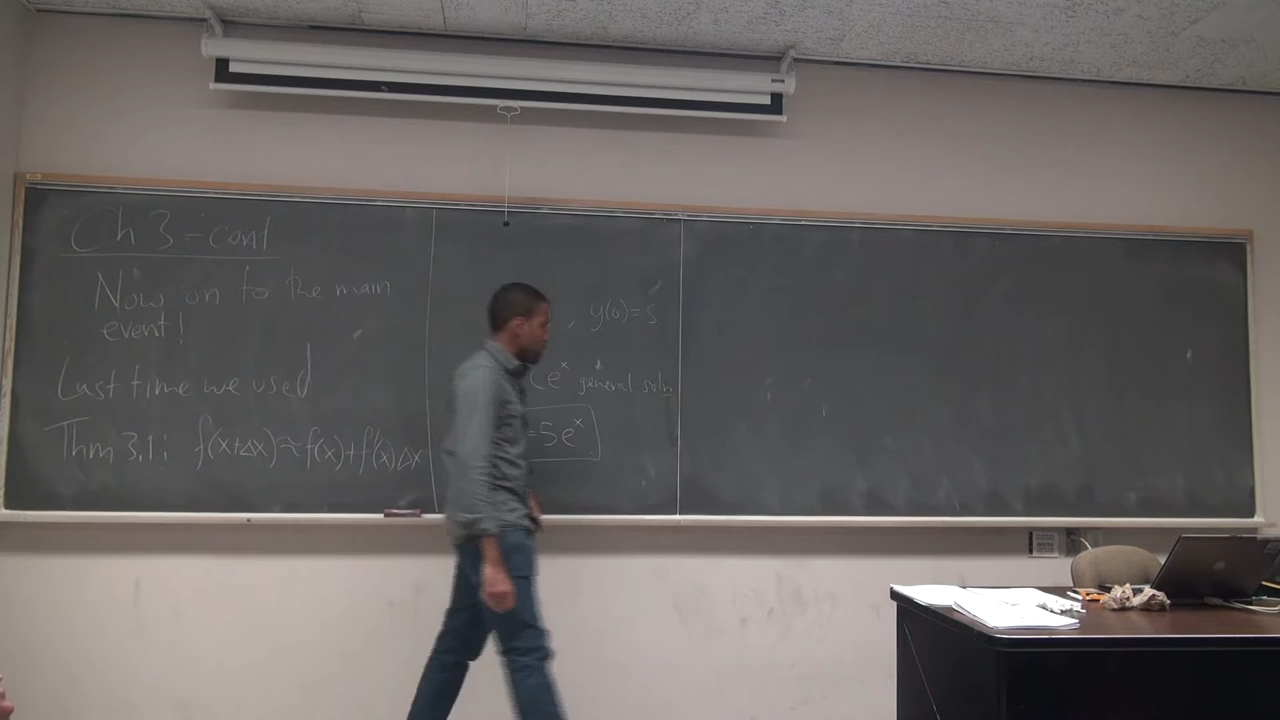 Ch 3 - cont
Now on to the main
event!
Last time we used
Thm 3.1: f(x+Δx)≈f(x)+f'(x)Δx
, y(0)=5
Ce^x general soln
=5e^x